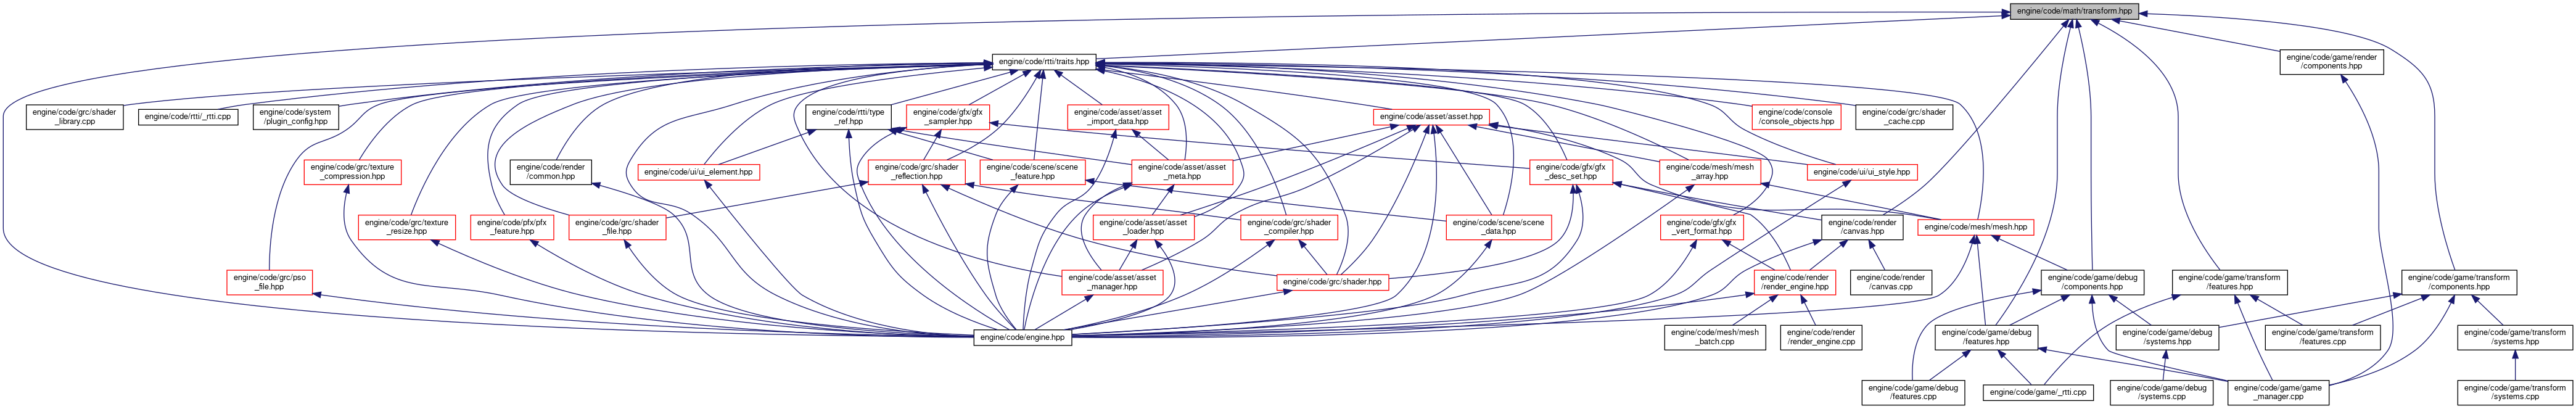 engine/code/math/transform.hpp
engine/code/rtti/traits.hpp
engine/code/game/render
/components.hpp
engine/code/grc/shader
_library.cpp
engine/code/rtti/_rtti.cpp
engine/code/system
/plugin_config.hpp
engine/code/rtti/type
_ref.hpp
engine/code/gfx/gfx
_sampler.hpp
engine/code/asset/asset
_import_data.hpp
engine/code/asset/asset.hpp
engine/code/console
/console_objects.hpp
engine/code/grc/shader
_cache.cpp
engine/code/grc/texture
_compression.hpp
engine/code/render
/common.hpp
engine/code/ui/ui_element.hpp
engine/code/grc/shader
_reflection.hpp
engine/code/scene/scene
_feature.hpp
engine/code/asset/asset
_meta.hpp
engine/code/gfx/gfx
_desc_set.hpp
engine/code/mesh/mesh
_array.hpp
engine/code/ui/ui_style.hpp
engine/code/grc/texture
_resize.hpp
engine/code/pfx/pfx
_feature.hpp
engine/code/grc/shader
_file.hpp
engine/code/asset/asset
_loader.hpp
engine/code/grc/shader
_compiler.hpp
engine/code/scene/scene
_data.hpp
engine/code/gfx/gfx
_vert_format.hpp
engine/code/render
/canvas.hpp
engine/code/mesh/mesh.hpp
engine/code/grc/pso
_file.hpp
engine/code/asset/asset
_manager.hpp
engine/code/grc/shader.hpp
engine/code/render
/render_engine.hpp
engine/code/render
/canvas.cpp
engine/code/game/debug
/components.hpp
engine/code/game/transform
/features.hpp
engine/code/game/transform
/components.hpp
engine/code/engine.hpp
engine/code/mesh/mesh
_batch.cpp
engine/code/render
/render_engine.cpp
engine/code/game/debug
/features.hpp
engine/code/game/debug
/systems.hpp
engine/code/game/transform
/features.cpp
engine/code/game/transform
/systems.hpp
engine/code/game/debug
/features.cpp
engine/code/game/_rtti.cpp
engine/code/game/debug
/systems.cpp
engine/code/game/game
_manager.cpp
engine/code/game/transform
/systems.cpp